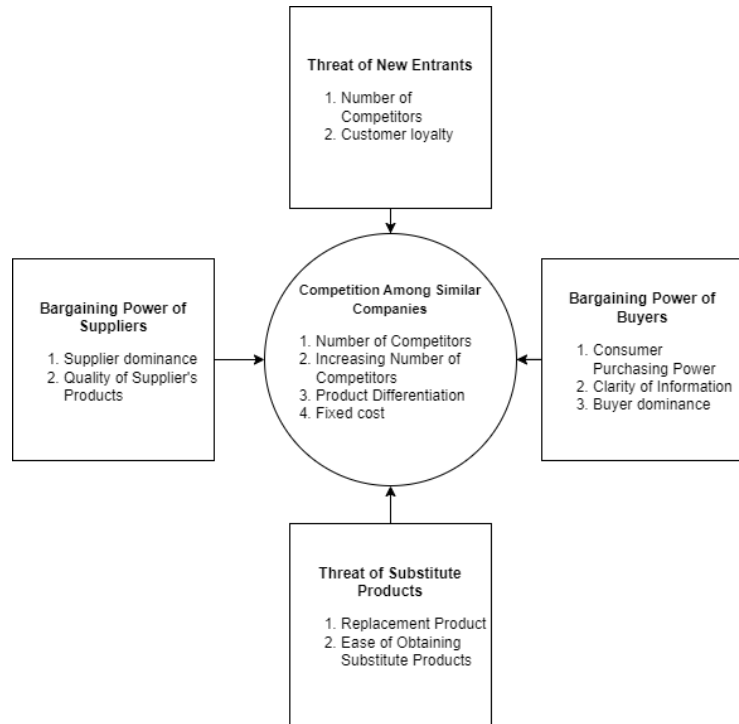 Threat of New Entrants
1. Number of
Competitors
2. Customer loyalty
Bargaining Power of
Suppliers
1. Supplier dominance
2. Quality of Supplier's
Products
Competition Among Similar
Companies
1. Number of Competitors
2. Increasing Number of
Competitors
3. Product Differentiation
4. Fixed cost
Bargaining Power of
Buyers
1. Consumer
Purchasing Power
2. Clarity of Information
3. Buyer dominance
Threat of Substitute
Products
1. Replacement Product
2. Ease of Obtaining
Substitute Products